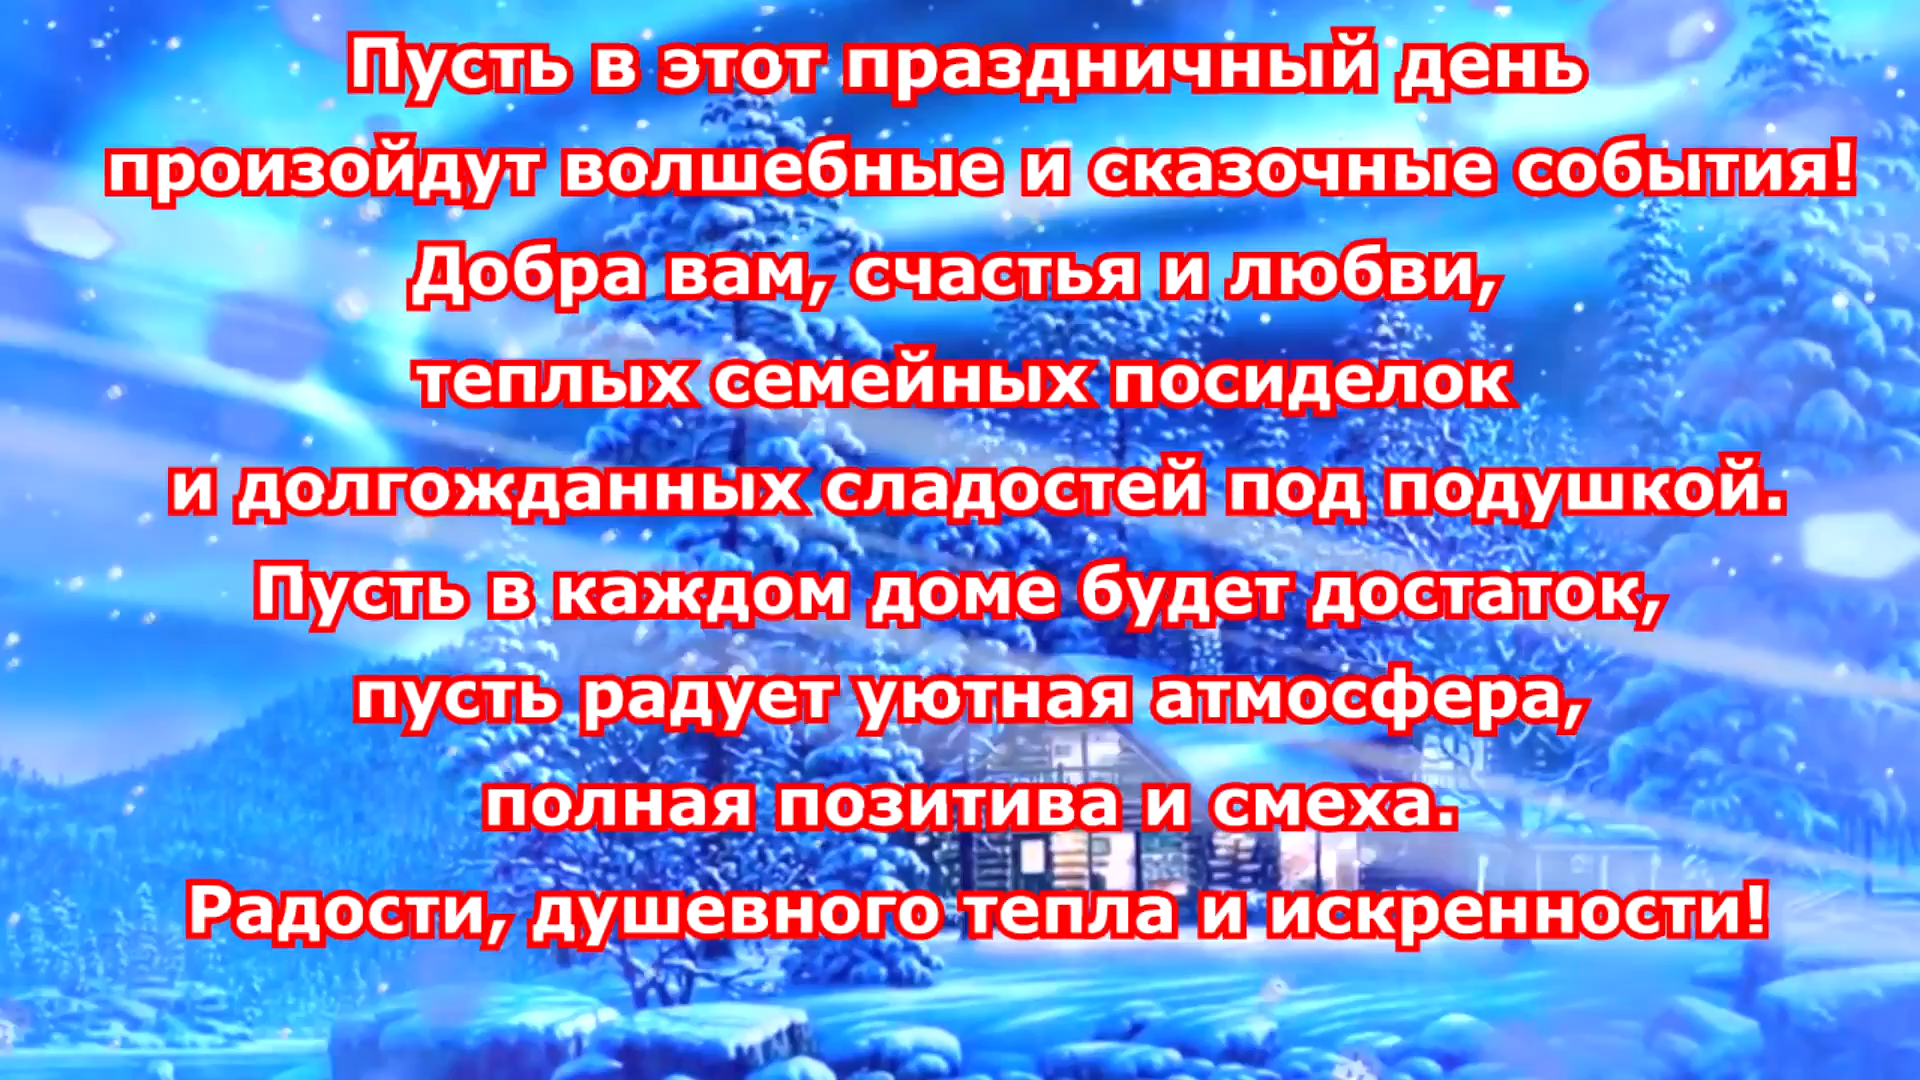 Пусть в этот праздничный день
произойдут волшебные и сказочные события!
Добра вам, счастья и любви,
теплых семейных посиделок
и долгожданных сладостей под подушкой.
Пусть в каждом доме будет достаток,
пусть радует уютная атмосфера,
полная позитива и смеха.
Радости, душевного тепла и искренности!